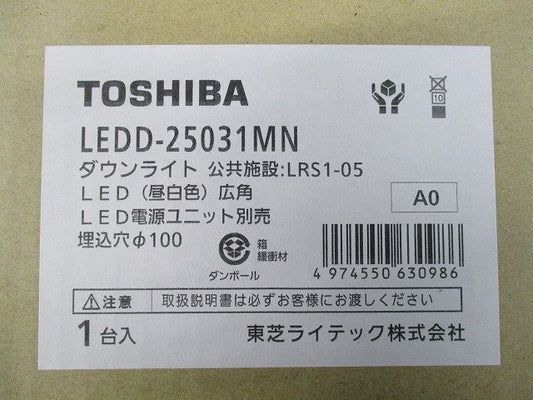 TOSHIBA
LEDD-25031MN
ダウンライト 公共施設:LRS1-05
LED(昼白色)広角
LED電源ユニット別売
埋込穴φ100
A0
10
箱
緩衝材
ダンボール
4 974550 630986
注意 取扱説明書は必ずお客様にお渡しください
1台入
東芝ライテック株式会社